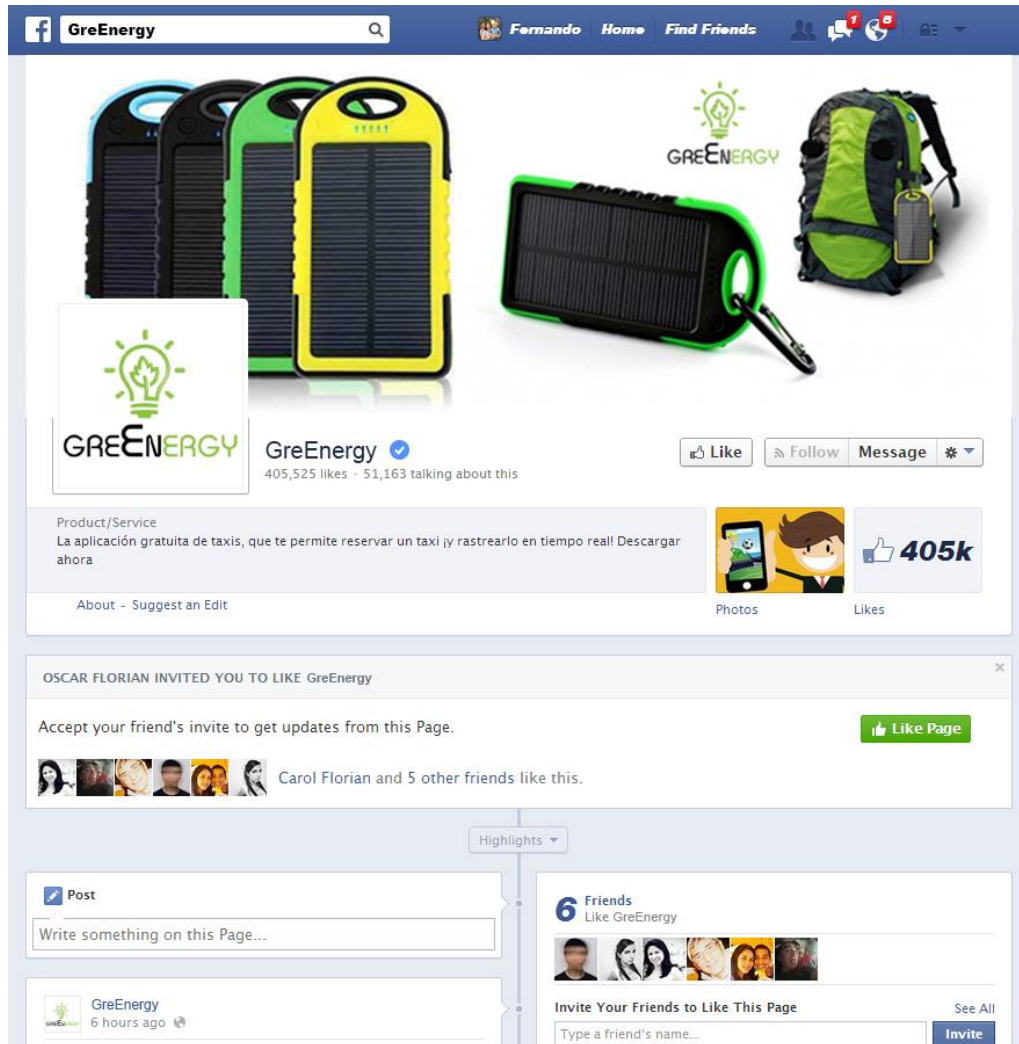 GreEnergy
Fernando Home Find Friends
1 6
GREENERGY
GREENERGY
GreEnergy
405,525 likes · 51,163 talking about this
Like
Follow
Message
Product/Service
La aplicación gratuita de taxis, que te permite reservar un taxi ¡y rastrearlo en tiempo real! Descargar
ahora
405k
About - Suggest an Edit
Photos
Likes
OSCAR FLORIAN INVITED YOU TO LIKE GreEnergy
Accept your friend's invite to get updates from this Page.
Like Page
Carol Florian and 5 other friends like this.
Highlights
Post
Write something on this Page...
GreEnergy
6 hours ago
6 Friends
Like GreEnergy
Invite Your Friends to Like This Page
See All
Type a friend's name...
Invite